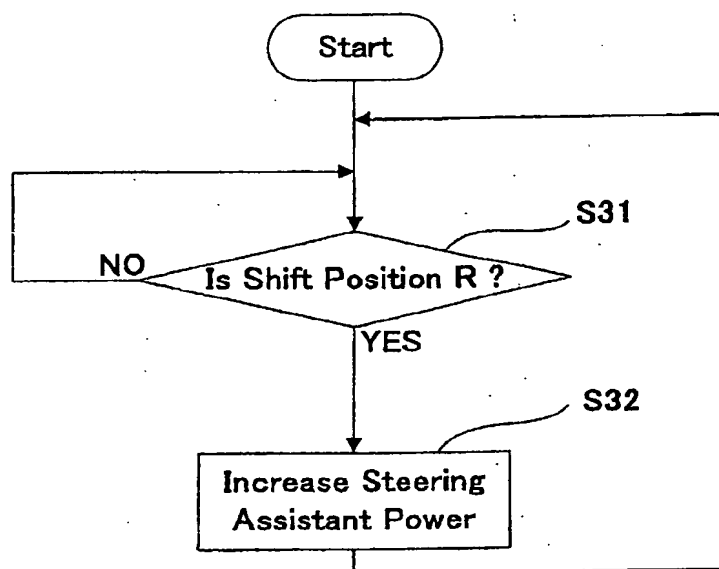 Start
S31
NO
Is Shift Position R ?
YES
S32
Increase Steering
Assistant Power